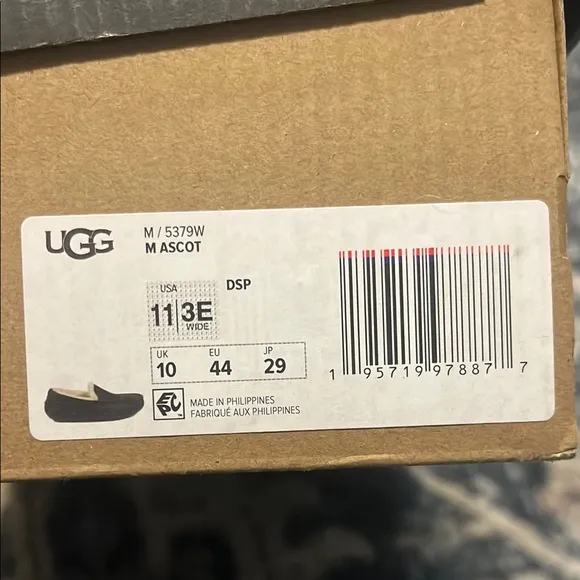 UGG
M / 5379W
M ASCOT
USA
11 3E
WIDE
DSP
UK EU JP
10 44 29
1 95719 97887 7
EPC
MADE IN PHILIPPINES
FABRIQUÉ AUX PHILIPPINES